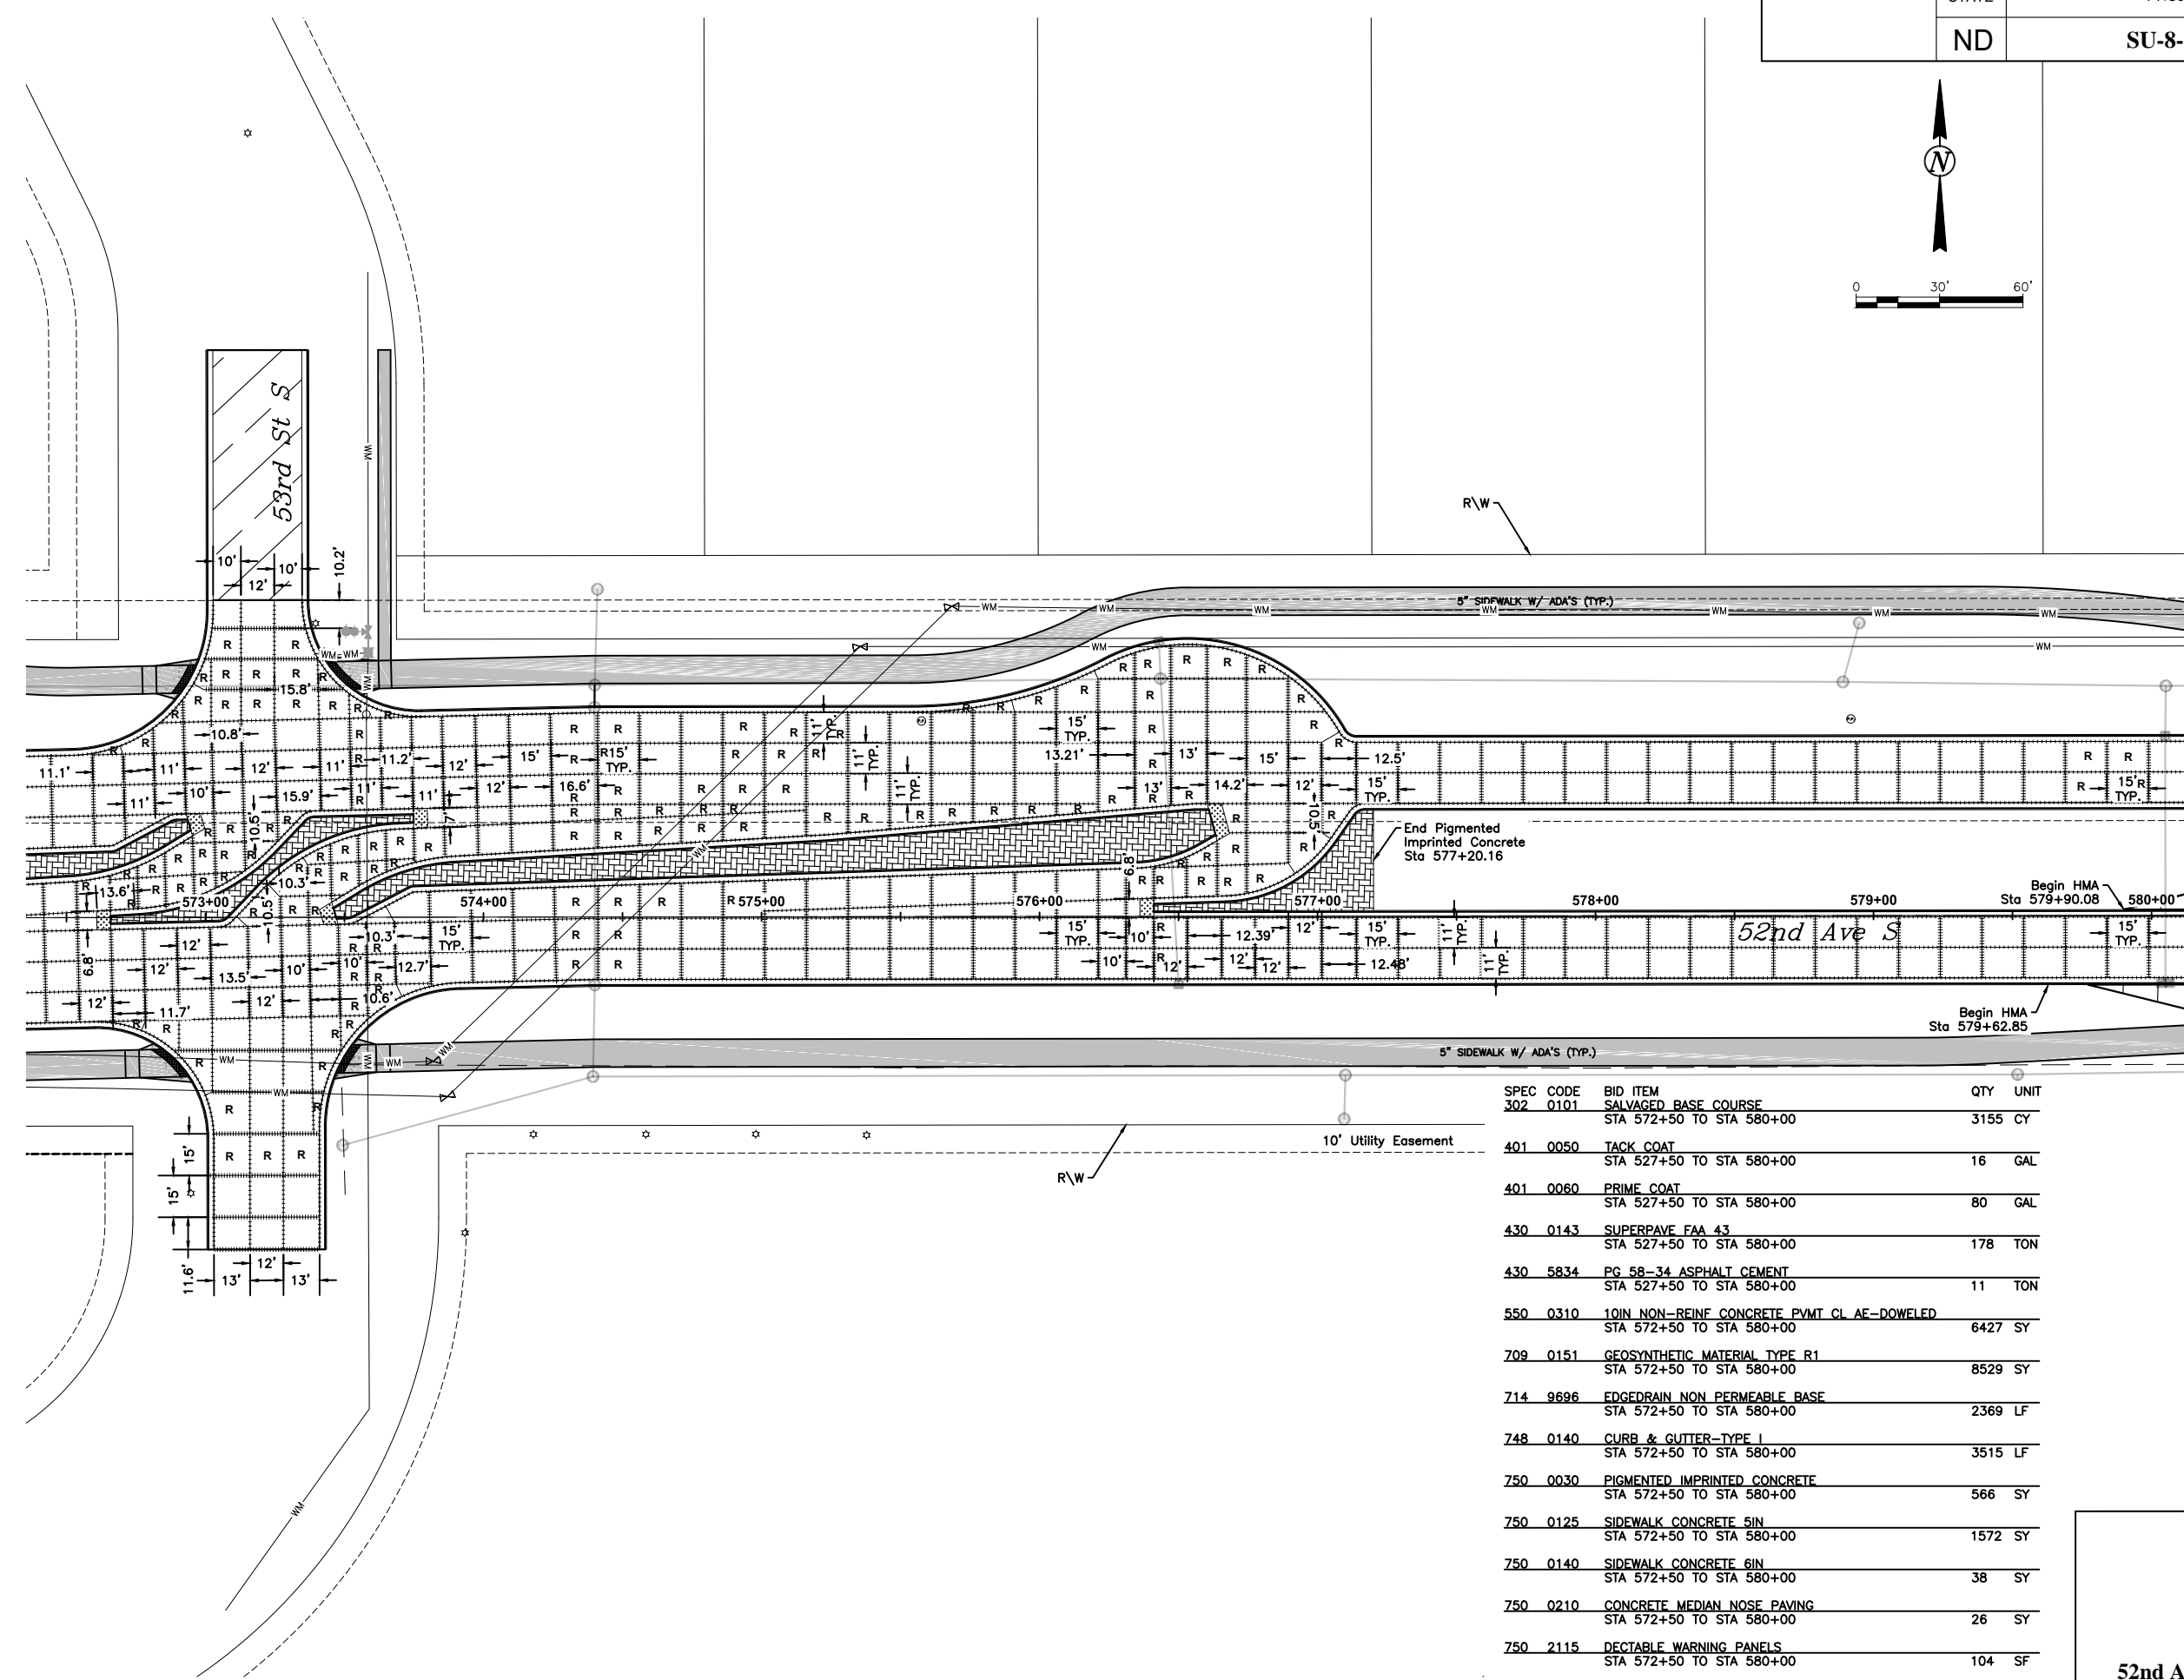 ND
SU-8-
N
0 30' 60'
53rd St S
R\W
10' 10' 10.2'
12'
WM
5" SIDEWALK W/ ADA'S (TYP.)
15.8'
10.8'
11.1' 11' 12' 11' 11.2' 12' 15' 15' TYP. 11' TYP. 11' TYP. 15' TYP. 13.21' 13' 15' 12.5'
11' 10' 15.9' 11' 11' 12' 16.6' 11' TYP. 13' 14.2' 12' 15' TYP. 15' TYP.
10.5' 7' 10.5'
End Pigmented
Imprinted Concrete
Sta 577+20.16
6.8'
13.6' 10.3'
Begin HMA
Sta 579+90.08
573+00 574+00 575+00 576+00 577+00 578+00 579+00 580+00
10.5'
52nd Ave S
12' 10.3' 15' TYP. 15' TYP. 10' 12.39' 12' 15' TYP. 11' TYP. 15' TYP.
6.8' 12' 13.5' 10' 10' 12.7' 10' 12' 12' 12' 12.48' 11' TYP.
12' 11.7' 12' 10.6'
Begin HMA
Sta 579+62.85
5" SIDEWALK W/ ADA'S (TYP.)
10' Utility Easement
R\W
15'
15'
11.6' 13' 12' 13'
SPEC CODE BID ITEM QTY UNIT
302 0101 SALVAGED BASE COURSE
STA 572+50 TO STA 580+00 3155 CY
401 0050 TACK COAT
STA 527+50 TO STA 580+00 16 GAL
401 0060 PRIME COAT
STA 527+50 TO STA 580+00 80 GAL
430 0143 SUPERPAVE FAA 43
STA 527+50 TO STA 580+00 178 TON
430 5834 PG 58-34 ASPHALT CEMENT
STA 527+50 TO STA 580+00 11 TON
550 0310 10IN NON-REINF CONCRETE PVMT CL AE-DOWELED
STA 572+50 TO STA 580+00 6427 SY
709 0151 GEOSYNTHETIC MATERIAL TYPE R1
STA 572+50 TO STA 580+00 8529 SY
714 9696 EDGEDRAIN NON PERMEABLE BASE
STA 572+50 TO STA 580+00 2369 LF
748 0140 CURB & GUTTER-TYPE I
STA 572+50 TO STA 580+00 3515 LF
750 0030 PIGMENTED IMPRINTED CONCRETE
STA 572+50 TO STA 580+00 566 SY
750 0125 SIDEWALK CONCRETE 5IN
STA 572+50 TO STA 580+00 1572 SY
750 0140 SIDEWALK CONCRETE 6IN
STA 572+50 TO STA 580+00 38 SY
750 0210 CONCRETE MEDIAN NOSE PAVING
STA 572+50 TO STA 580+00 26 SY
750 2115 DECTABLE WARNING PANELS
STA 572+50 TO STA 580+00 104 SF
52nd A